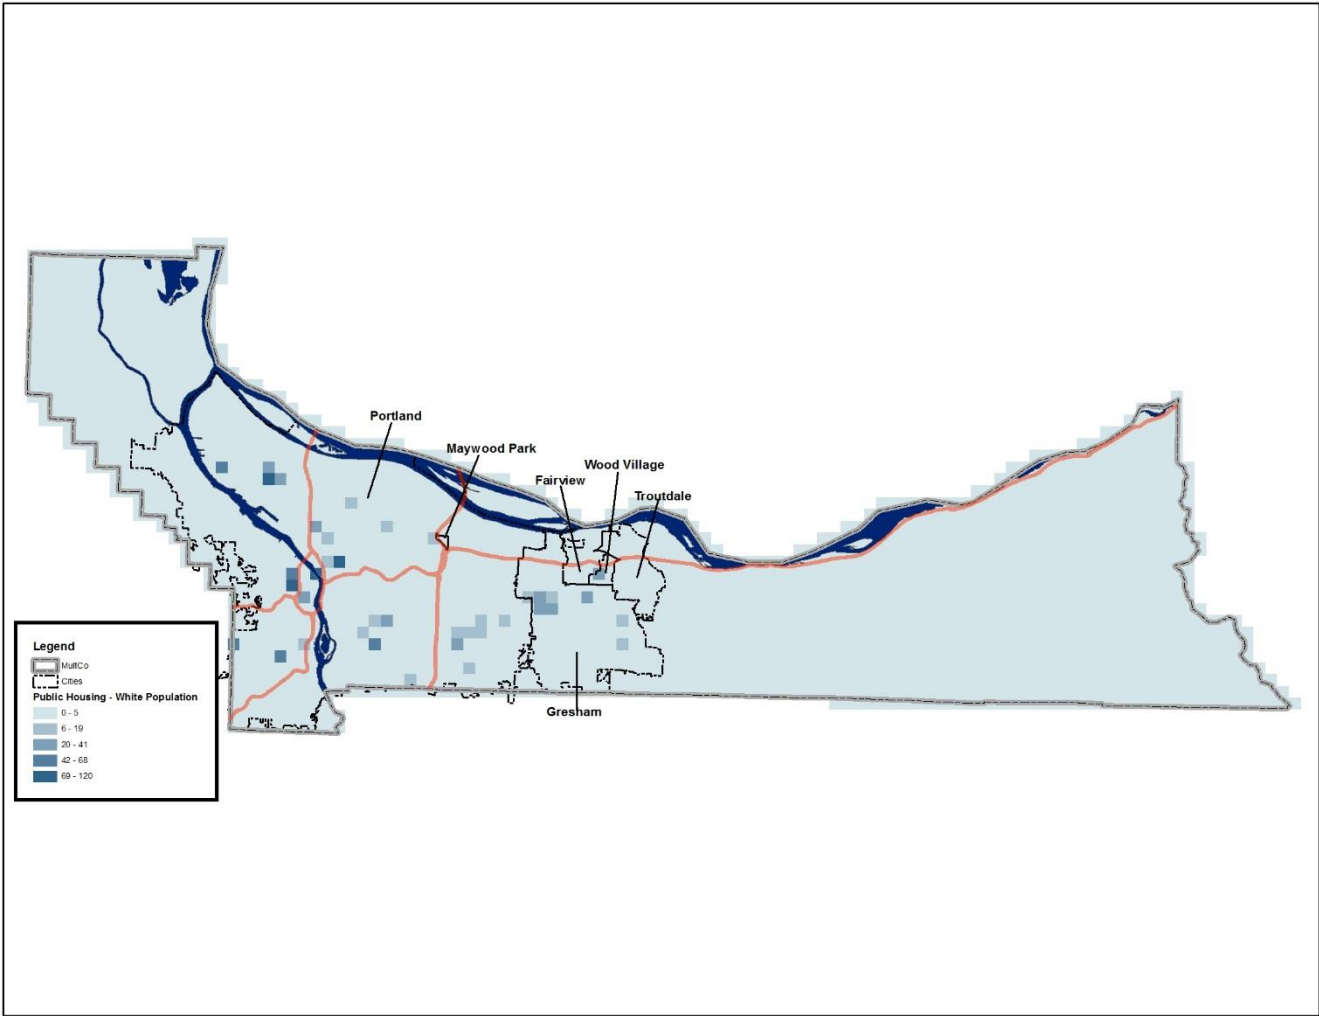 Portland
Maywood Park
Wood Village
Fairview
Troutdale
Gresham
Legend
MultCo
Cities
Public Housing - White Population
0 - 5
6 - 19
20 - 41
42 - 68
69 - 120